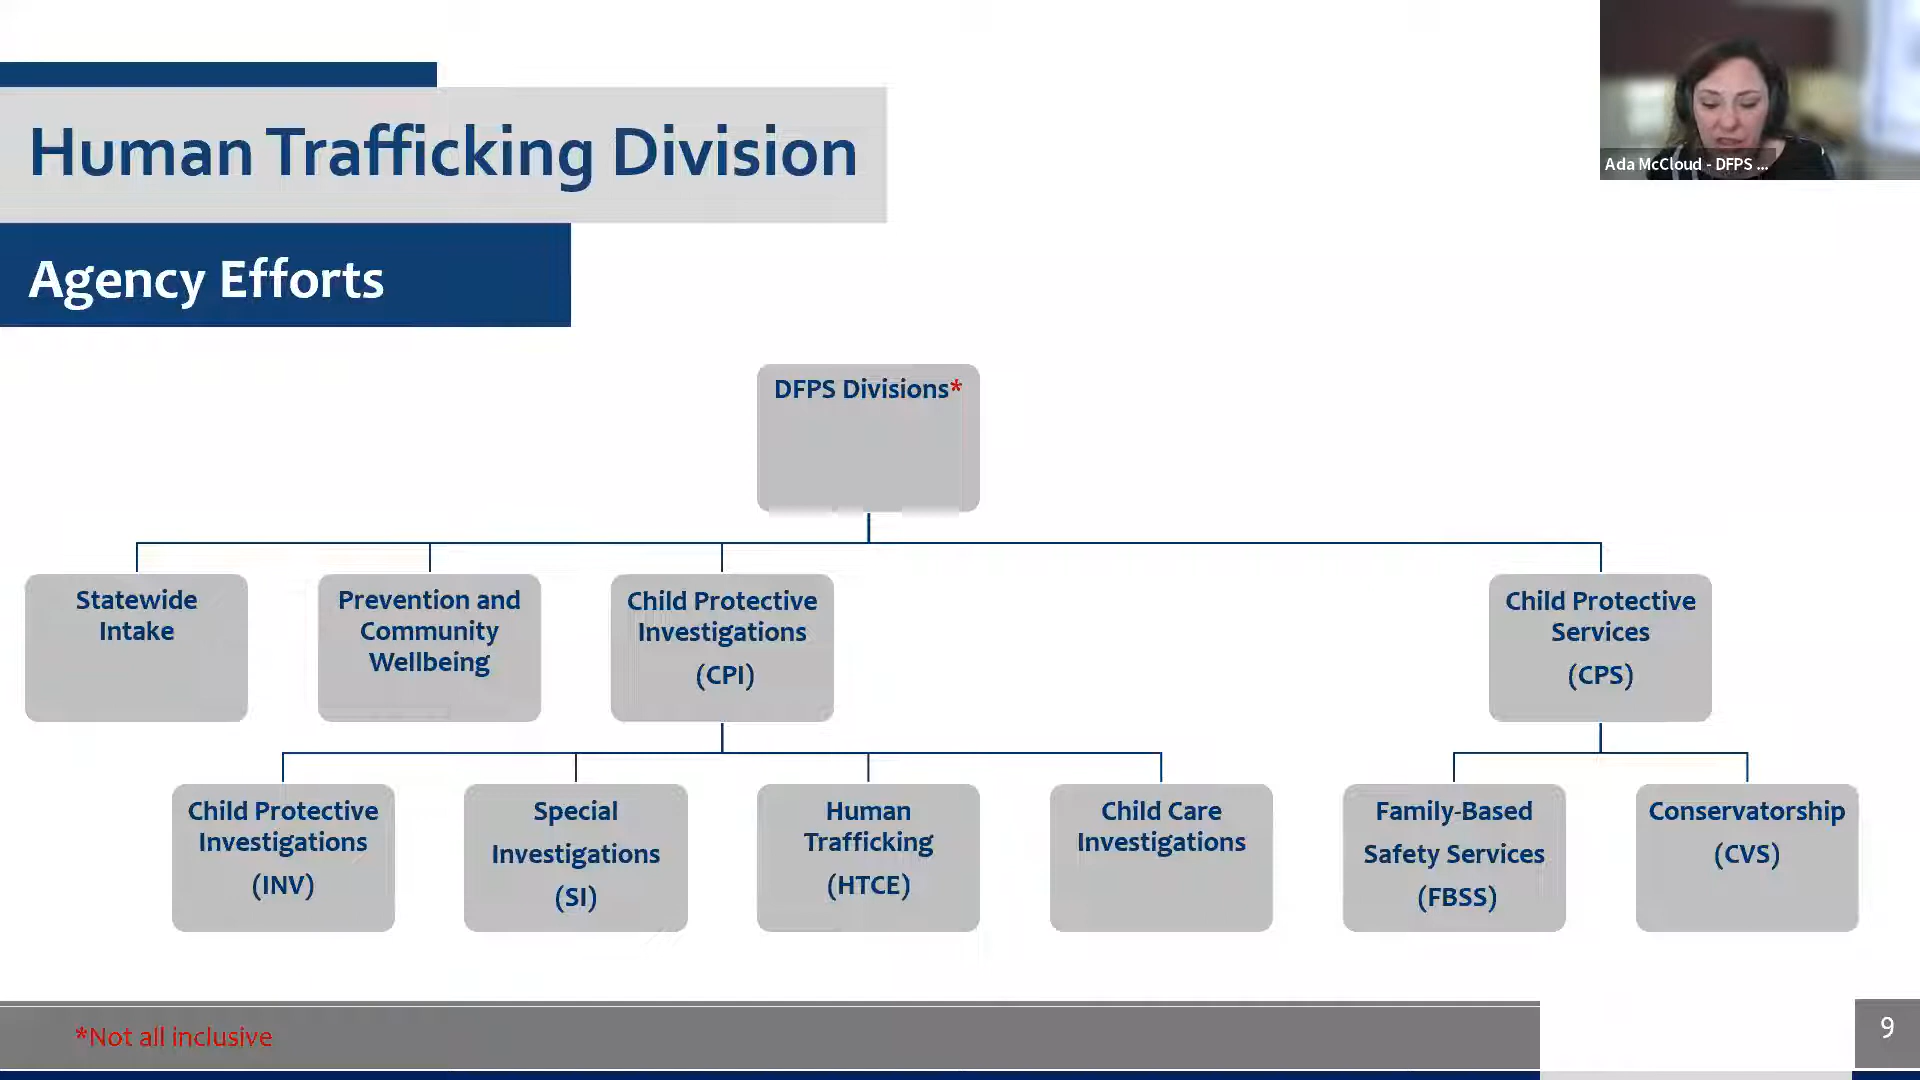 Human Trafficking Division
Agency Efforts
Ada McCloud - DFPS ...
DFPS Divisions*
Statewide
Intake
Prevention and
Community
Wellbeing
Child Protective
Investigations
(CPI)
Child Protective
Services
(CPS)
Child Protective
Investigations
(INV)
Special
Investigations
(SI)
Human
Trafficking
(HTCE)
Child Care
Investigations
Family-Based
Safety Services
(FBSS)
Conservatorship
(CVS)
*Not all inclusive
9